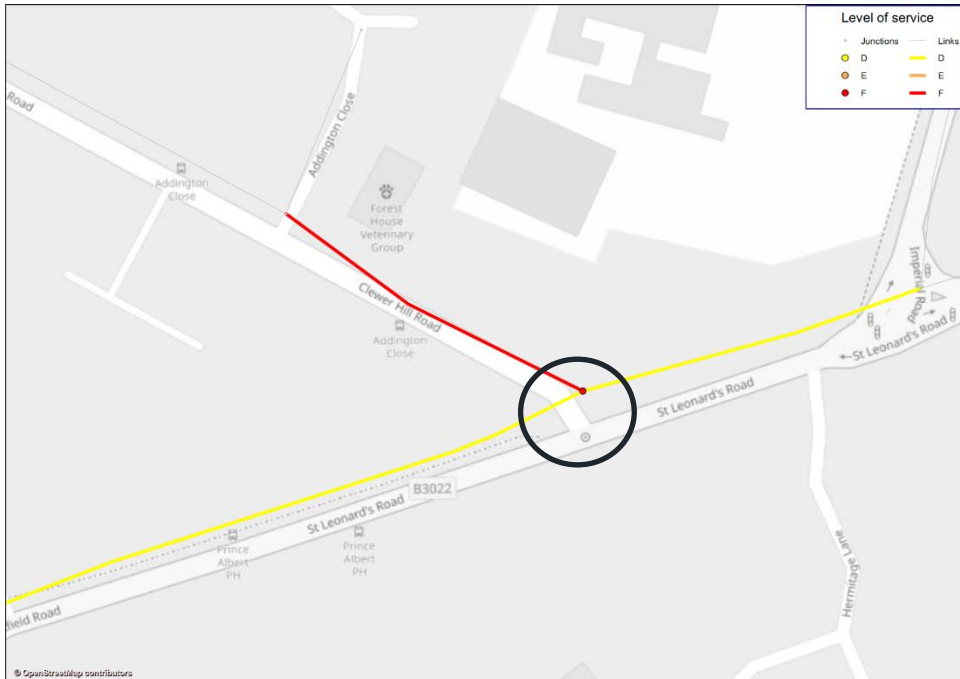 Level of service
Junctions Links
D D
E E
F F
Road
Addington Close
Addington
Close
Forest
House
Veterinary
Group
Clewer Hill Road
Addington
Close
Imperial Road
St Leonard's Road
St Leonard's Road
B3022
St Leonard's Road
Prince
Albert
PH
Prince
Albert
PH
Hermitage Lane
field Road
© OpenStreetMap contributors